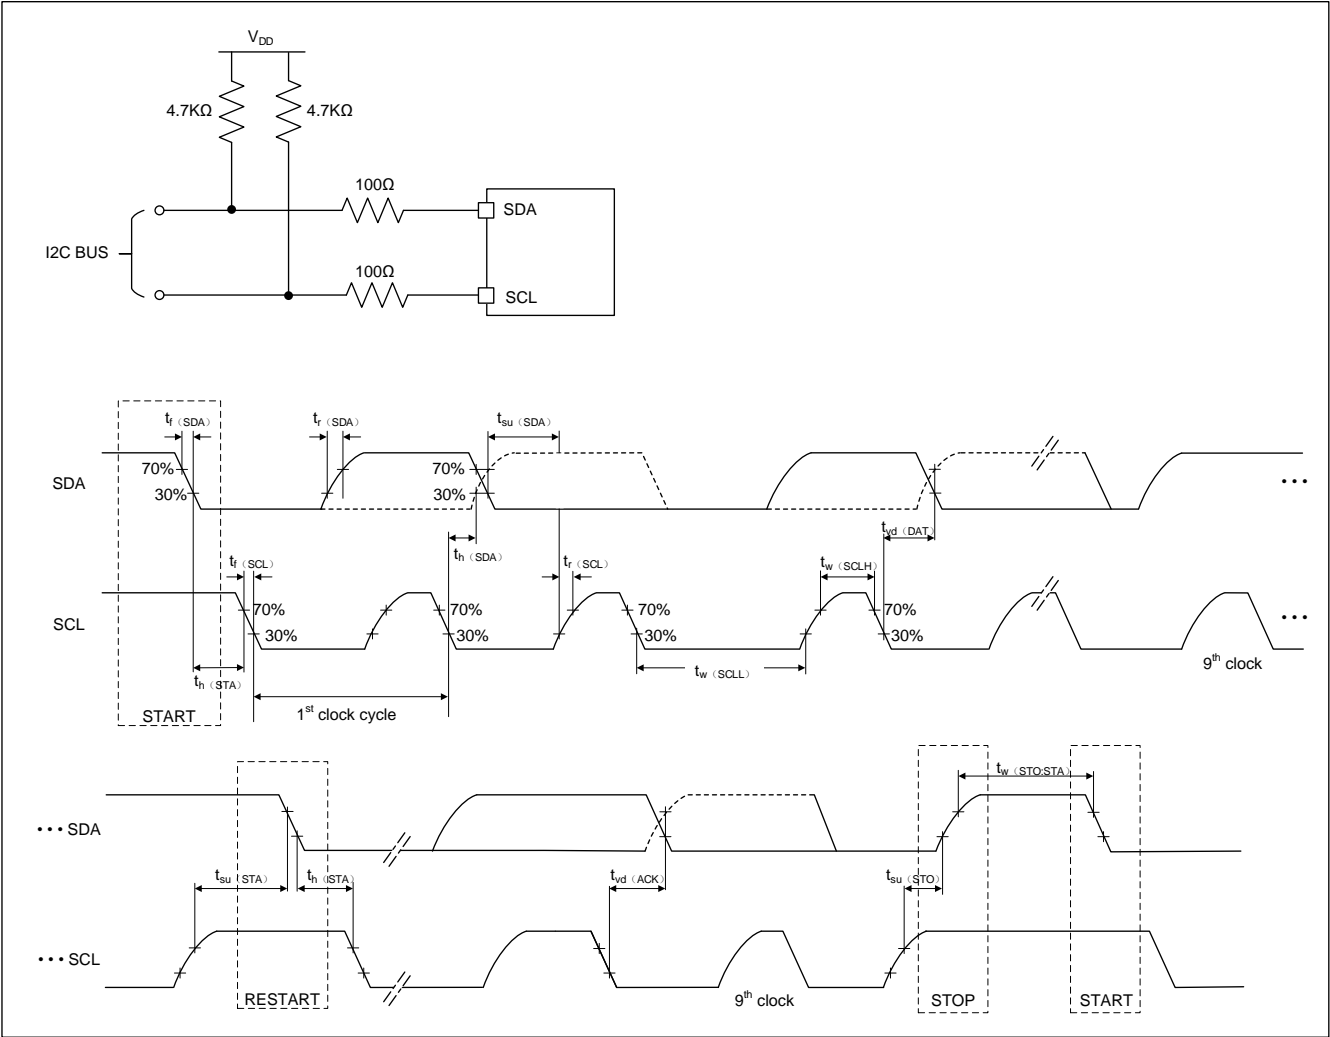 VDD
4.7KΩ 4.7KΩ
100Ω
SDA
I2C BUS
100Ω
SCL
tf（SDA） tr（SDA） tsu（SDA）
70% 70%
SDA
30% 30%
•••
th（SDA） tvd（DAT）
tf（SCL） tr（SCL） tw（SCLH）
70% 70% 70% 70%
SCL
30% 30% 30% 30%
•••
th（STA） tw（SCLL） 9th clock
START 1st clock cycle
tw（STO:STA）
••• SDA
tsu（STA） th（STA） tvd（ACK） tsu（STO）
••• SCL
RESTART 9th clock STOP START